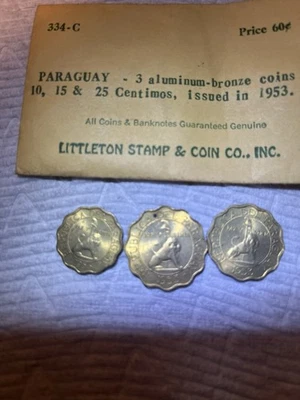 334-C Price 60¢
PARAGUAY - 3 aluminum-bronze coins
10, 15 & 25 Centimos, issued in 1953.
All Coins & Banknotes Guaranteed Genuine
LITTLETON STAMP & COIN CO., INC.